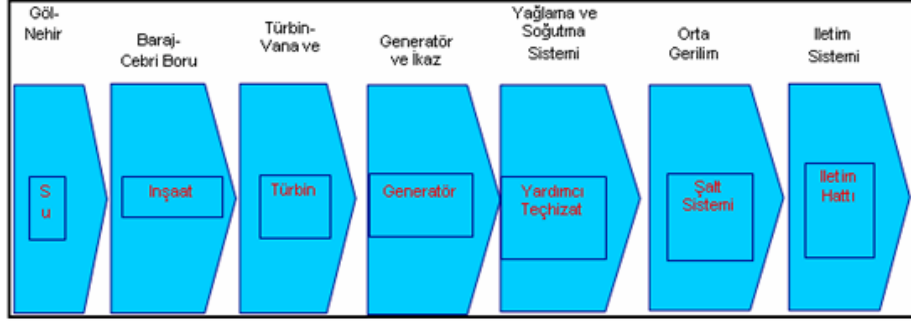 Göl-
Nehir
Baraj-
Cebri Boru
Türbin-
Vana ve
Generatör
ve İkaz
Yağlama ve
Soğutma
Sistemi
Orta
Gerilim
Iletim
Sistemi
S
u
Inşaat
Türbin
Generatör
Yardımcı
Teçhizat
Şalt
Sistemi
Iletim
Hattı